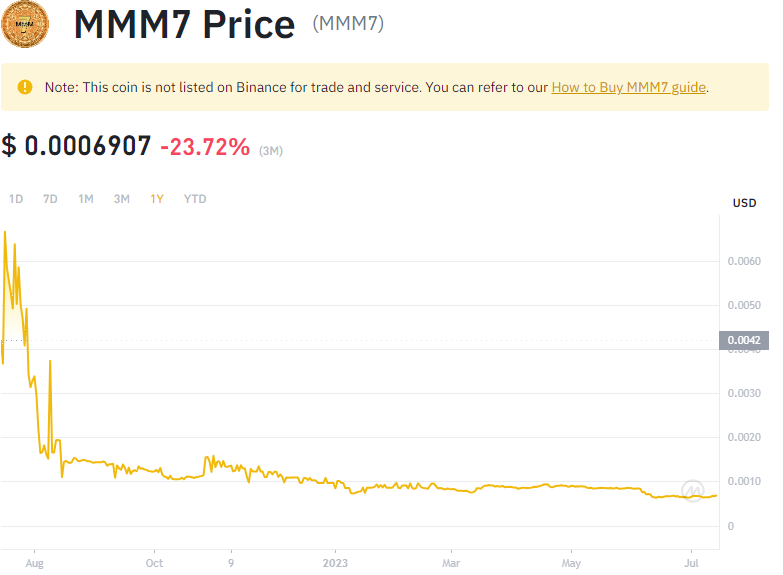 MMM
MMM7 Price (MMM7)
Note: This coin is not listed on Binance for trade and service. You can refer to our How to Buy MMM7 guide.
$ 0.0006907 -23.72% (3M)
1D 7D 1M 3M 1Y YTD
USD
0.0060
0.0050
0.0042
0.0040
0.0030
0.0020
0.0010
0
Aug Oct 9 2023 Mar May Jul